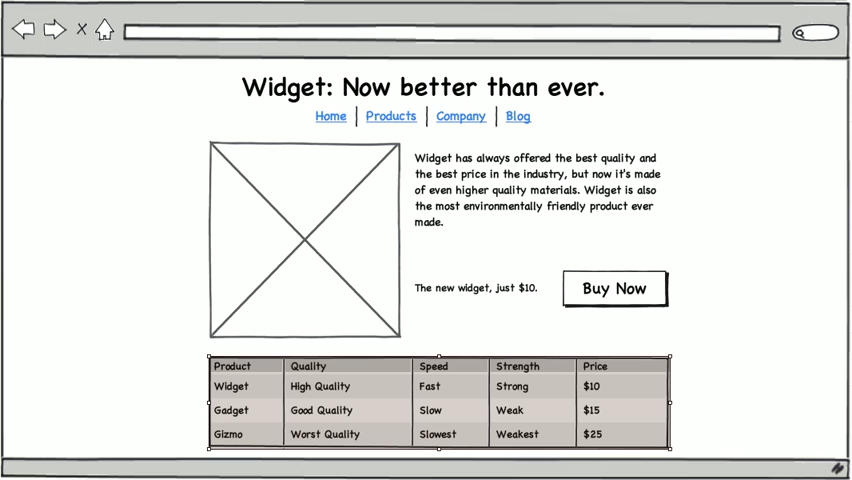 Widget: Now better than ever.
Home | Products | Company | Blog
Widget has always offered the best quality and
the best price in the industry, but now it's made
of even higher quality materials. Widget is also
the most environmentally friendly product ever
made.
The new widget, just $10.
Buy Now
Product Quality Speed Strength Price
Widget High Quality Fast Strong $10
Gadget Good Quality Slow Weak $15
Gizmo Worst Quality Slowest Weakest $25